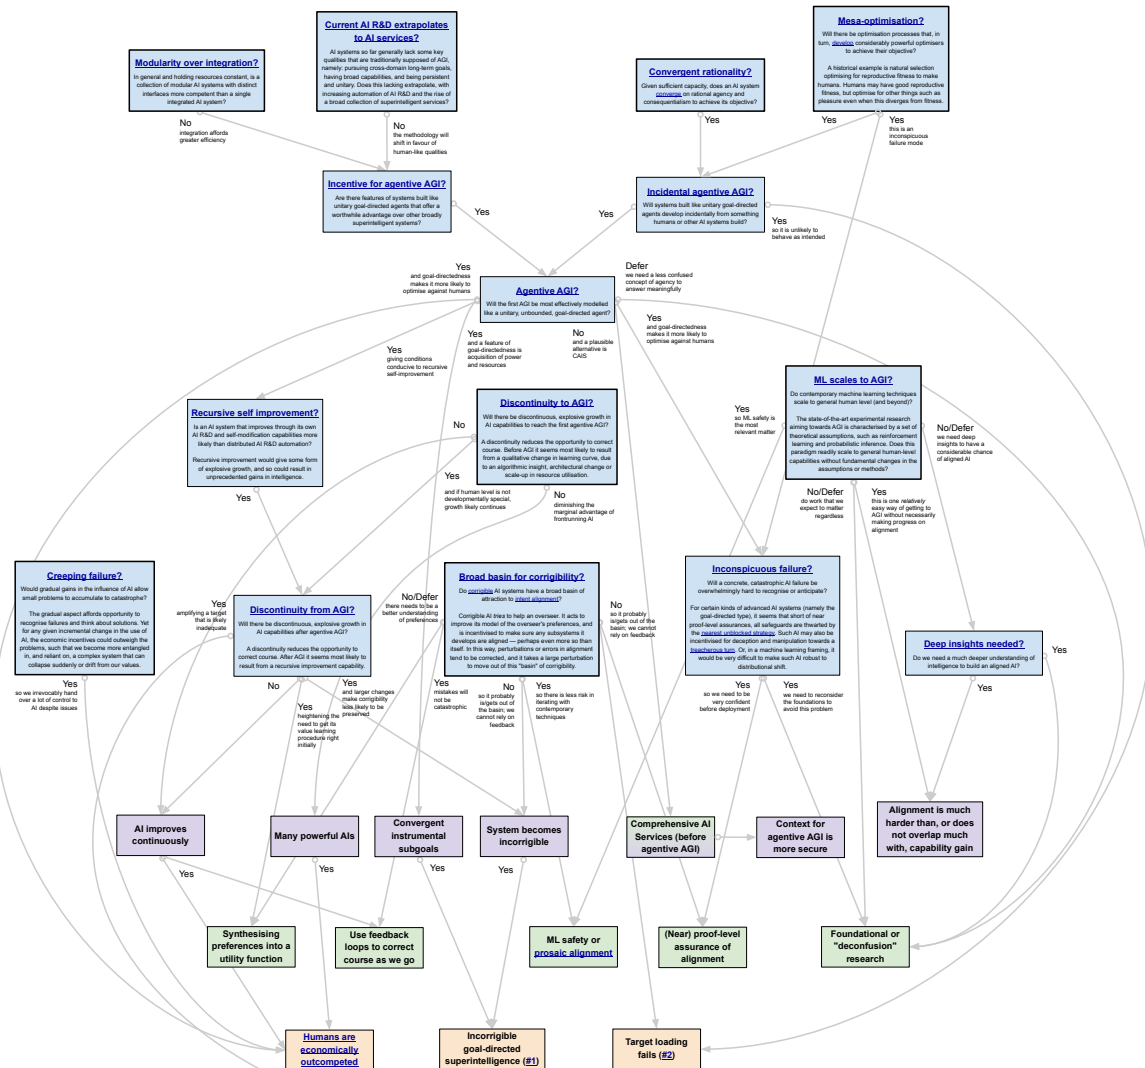 Mesa-optimisation?
Will there be optimisation processes that, in
turn, develop considerably powerful optimisers
to achieve their objective?
A historical example is natural selection
optimising for reproductive fitness to make
humans. Humans may have good reproductive
fitness, but optimise for other things such as
pleasure even when this diverges from fitness.
Current AI R&D extrapolates
to AI services?
AI systems so far generally lack some key
qualities that are traditionally supposed of AGI,
namely: pursuing cross-domain long-term goals,
having broad capabilities, and being persistent
and unitary. Does this lacking extrapolate, with
increasing automation of AI R&D and the rise of
a broad collection of superintelligent services?
Modularity over integration?
In general and holding resources constant, is a
collection of modular AI systems with distinct
interfaces more competent than a single
integrated AI system?
Convergent rationality?
Given sufficient capacity, does an AI system
converge on rational agency and
consequentialism to achieve its objective?
No
integration affords
greater efficiency
No
the methodology will
shift in favour of
human-like qualities
Yes
Yes
Yes
this is an
inconspicuous
failure mode
Incentive for agentive AGI?
Are there features of systems built like
unitary goal-directed agents that offer a
worthwhile advantage over other broadly
superintelligent systems?
Incidental agentive AGI?
Will systems built like unitary goal-directed
agents develop incidentally from something
humans or other AI systems build?
Yes
Yes
Yes
so it is unlikely to
behave as intended
Yes
and goal-directedness
makes it more likely to
optimise against humans
Agentive AGI?
Will the first AGI be most effectively modelled
like a unitary, unbounded, goal-directed agent?
Defer
we need a less confused
concept of agency to
answer meaningfully
Yes
giving conditions
conducive to recursive
self-improvement
Yes
and a feature of
goal-directedness is
acquisition of power
and resources
No
and a plausible
alternative is
CAIS
Yes
and goal-directedness
makes it more likely to
optimise against humans
Recursive self improvement?
Is an AI system that improves through its own
AI R&D and self-modification capabilities more
likely than distributed AI R&D automation?
Recursive improvement would give some form
of explosive growth, and so could result in
unprecedented gains in intelligence.
Discontinuity to AGI?
Will there be discontinuous, explosive growth in
AI capabilities to reach the first agentive AGI?
A discontinuity reduces the opportunity to correct
course. Before AGI it seems most likely to result
from a qualitative change in learning curve, due
to an algorithmic insight, architectural change or
scale-up in resource utilisation.
ML scales to AGI?
Do contemporary machine learning techniques
scale to general human level (and beyond)?
The state-of-the-art experimental research
aiming towards AGI is characterised by a set of
theoretical assumptions, such as reinforcement
learning and probabilistic inference. Does this
paradigm readily scale to general human-level
capabilities without fundamental changes in the
assumptions or methods?
No
Yes
Yes
and if human level is not
developmentally special,
growth likely continues
No
diminishing the
marginal advantage of
frontrunning AI
Yes
so ML safety is
the most
relevant matter
No/Defer
we need deep
insights to have a
considerable chance
of aligned AI
No/Defer
do work that we
expect to matter
regardless
Yes
this is one relatively
easy way of getting to
AGI without necessarily
making progress on
alignment
Creeping failure?
Would gradual gains in the influence of AI allow
small problems to accumulate to catastrophe?
The gradual aspect affords opportunity to
recognise failures and think about solutions. Yet
for any given incremental change in the use of
AI, the economic incentives could outweigh the
problems, such that we become more entangled
in, and reliant on, a complex system that can
collapse suddenly or drift from our values.
Yes
amplifying a target
that is likely
inadequate
Discontinuity from AGI?
Will there be discontinuous, explosive growth in
AI capabilities after agentive AGI?
A discontinuity reduces the opportunity to
correct course. After AGI it seems most likely to
result from a recursive improvement capability.
No/Defer
there needs to be a
better understanding
of preferences
Broad basin for corrigibility?
Do corrigible AI systems have a broad basin of
attraction to intent alignment?
Corrigible AI tries to help an overseer. It acts to
improve its model of the overseer's preferences, and
is incentivised to make sure any subsystems it
develops are aligned — perhaps even more so than
itself. In this way, perturbations or errors in alignment
tend to be corrected, and it takes a large perturbation
to move out of this "basin" of corrigibility.
No
so it probably
is/gets out of the
basin; we cannot
rely on feedback
Inconspicuous failure?
Will a concrete, catastrophic AI failure be
overwhelmingly hard to recognise or anticipate?
For certain kinds of advanced AI systems (namely the
goal-directed type), it seems that short of near
proof-level assurances, all safeguards are thwarted by
the nearest unblocked strategy. Such AI may also be
incentivised for deception and manipulation towards a
treacherous turn. Or, in a machine learning framing, it
would be very difficult to make such AI robust to
distributional shift.
Deep insights needed?
Do we need a much deeper understanding of
intelligence to build an aligned AI?
Yes
Yes
Yes
so we irrevocably hand
over a lot of control to
AI despite issues
No
Yes
heightening the
need to get its
value learning
procedure right
initially
Yes
and larger changes
make corrigibility
less likely to be
preserved
Yes
mistakes will
not be
catastrophic
No
so it probably
is/gets out of
the basin; we
cannot rely on
feedback
Yes
so there is less risk in
iterating with
contemporary
techniques
Yes
so we need to be
very confident
before deployment
Yes
we need to reconsider
the foundations to
avoid this problem
AI improves
continuously
Many powerful AIs
Convergent
instrumental
subgoals
System becomes
incorrigible
Comprehensive AI
Services (before
agentive AGI)
Context for
agentive AGI is
more secure
Alignment is much
harder than, or does
not overlap much
with, capability gain
Yes
Yes
Yes
Yes
Synthesising
preferences into a
utility function
Use feedback
loops to correct
course as we go
ML safety or
prosaic alignment
(Near) proof-level
assurance of
alignment
Foundational or
"deconfusion"
research
Humans are
economically
outcompeted
Incorrigible
goal-directed
superintelligence (#1)
Target loading
fails (#2)